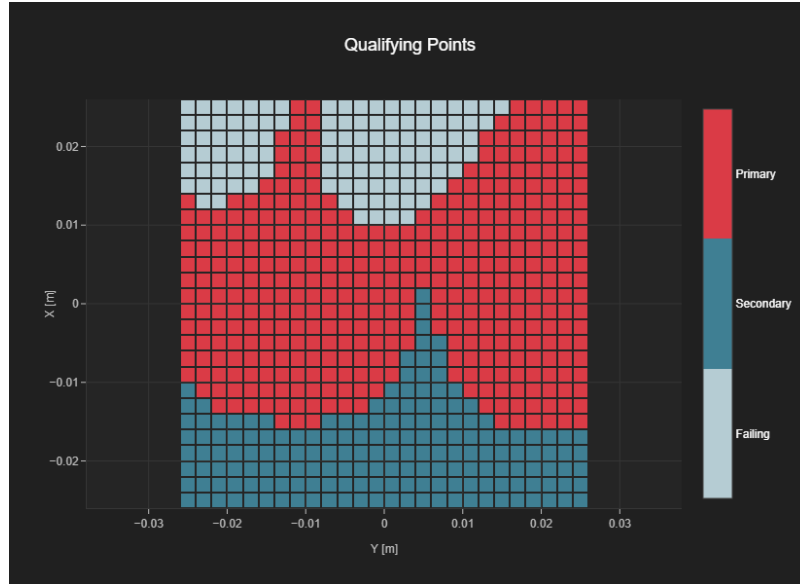 Qualifying Points
0.02
0.01
0
−0.01
−0.02
X [m]
−0.03
−0.02
−0.01
0
0.01
0.02
0.03
Y [m]
Primary
Secondary
Failing